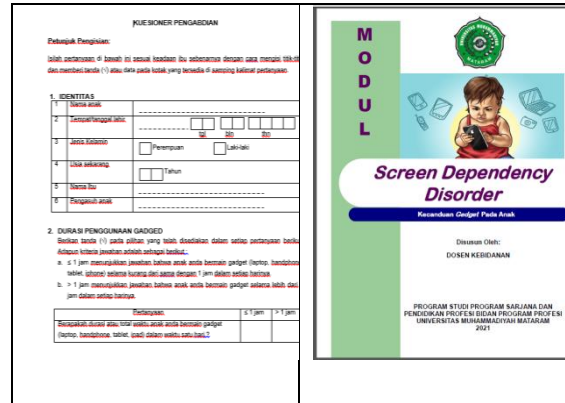 KUESIONER PENGABDIAN
Petunjuk Pengisian:
Isilah pertanyaan di bawah ini sesuai keadaan ibu sebenarnya dengan cara mengisi titik-tit
dan memberi tanda (√) atau data pada kotak yang tersedia di samping kalimat pertanyaan.
1. IDENTITAS
1 Nama anak
2 Tempat/tanggal lahir
tgl bln thn
3 Jenis Kelamin
Perempuan Laki-laki
4 Usia sekarang
Tahun
5 Nama Ibu
6 Pengasuh anak
2. DURASI PENGGUNAAN GADGED
Berikan tanda (√) pada pilihan yang telah disediakan dalam setiap pertanyaan beriku
Adapun kriteria jawaban adalah sebagai berikut :
a. ≤ 1 jam menunjukkan jawaban bahwa anak anda bermain gadget (laptop, handphon
tablet, iphone) selama kurang dari sama dengan 1 jam dalam setiap harinya.
b. > 1 jam menunjukkan jawaban bahwa anak anda bermain gadget selama lebih dari
jam dalam setiap harinya.
Pertanyaan ≤ 1 jam > 1 jam
Berapakah durasi atau total waktu anak anda bermain gadget
(laptop, handphone, tablet, ipad) dalam waktu satu hari ?
MODUL
Screen Dependency
Disorder
Kecanduan Gedget Pada Anak
Disusun Oleh:
DOSEN KEBIDANAN
PROGRAM STUDI PROGRAM SARJANA DAN
PENDIDIKAN PROFESI BIDAN PROGRAM PROFESI
UNIVERSITAS MUHAMMADIYAH MATARAM
2021